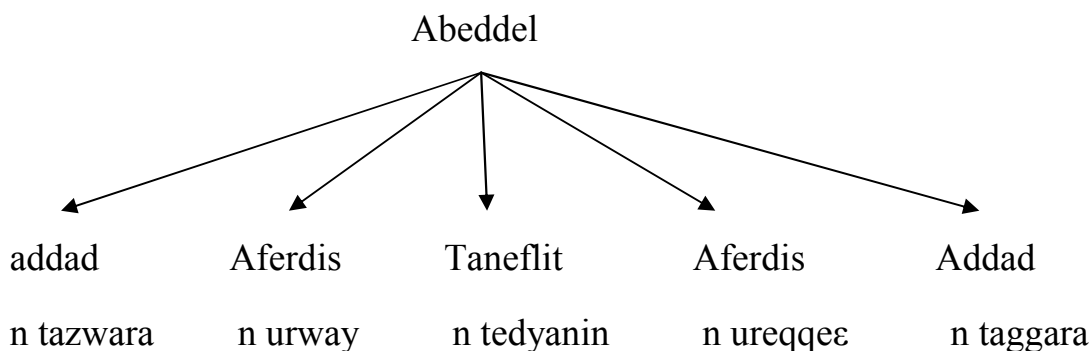 Abeddel
addad Aferdis Taneflit Aferdis Addad
n tazwara n urway n tedyanin n ureqqeɛ n taggara